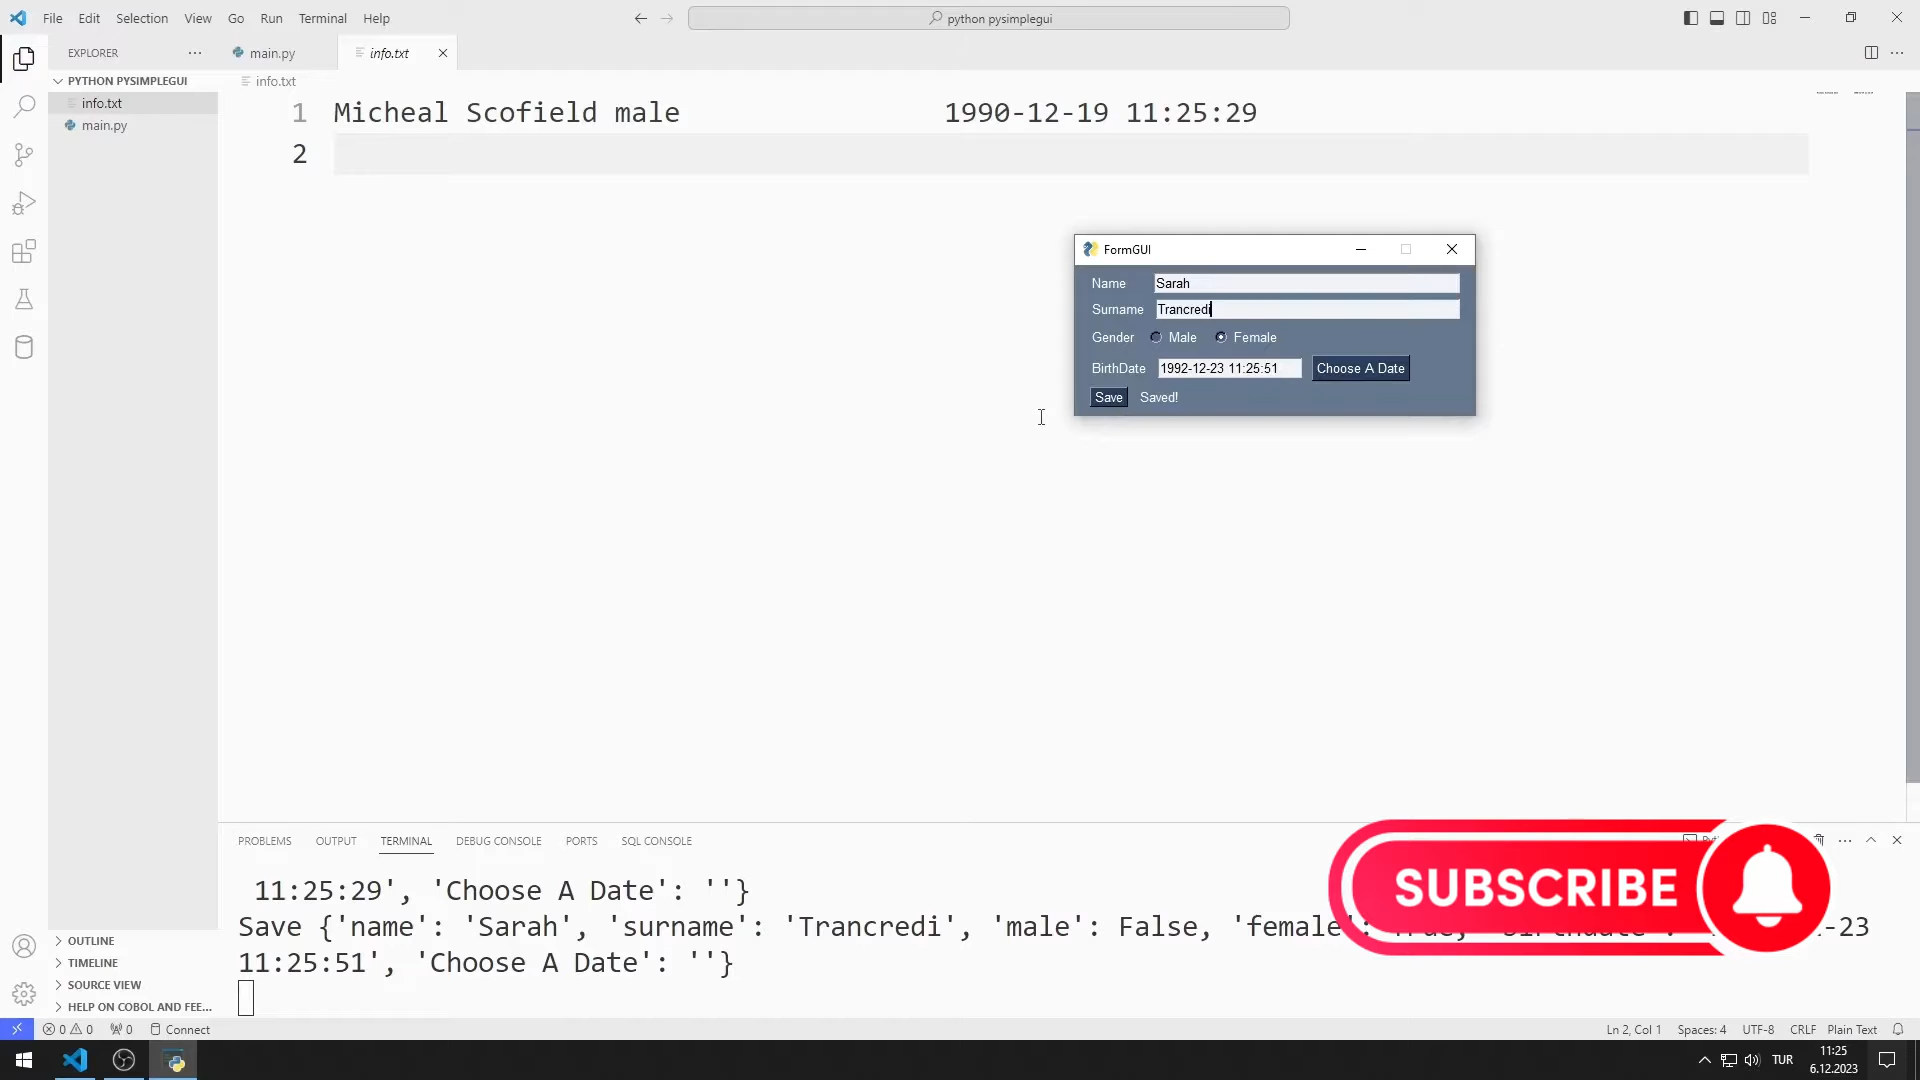 File Edit Selection View Go Run Terminal Help
python pysimplegui
EXPLORER
main.py
info.txt
PYTHON PYSIMPLEGUI
info.txt
main.py
info.txt
1 Micheal Scofield male 1990-12-19 11:25:29
2
FormGUI
Name Sarah
Surname Trancredi
Gender Male Female
BirthDate 1992-12-23 11:25:51 Choose A Date
Save Saved!
PROBLEMS OUTPUT TERMINAL DEBUG CONSOLE PORTS SQL CONSOLE
11:25:29', 'Choose A Date': ''}
Save {'name': 'Sarah', 'surname': 'Trancredi', 'male': False, 'female'
-23
11:25:51', 'Choose A Date': ''}
SUBSCRIBE
OUTLINE
TIMELINE
SOURCE VIEW
HELP ON COBOL AND FEE...
0 0 0 Connect
Ln 2, Col 1 Spaces: 4 UTF-8 CRLF Plain Text
TUR
11:25
6.12.2023